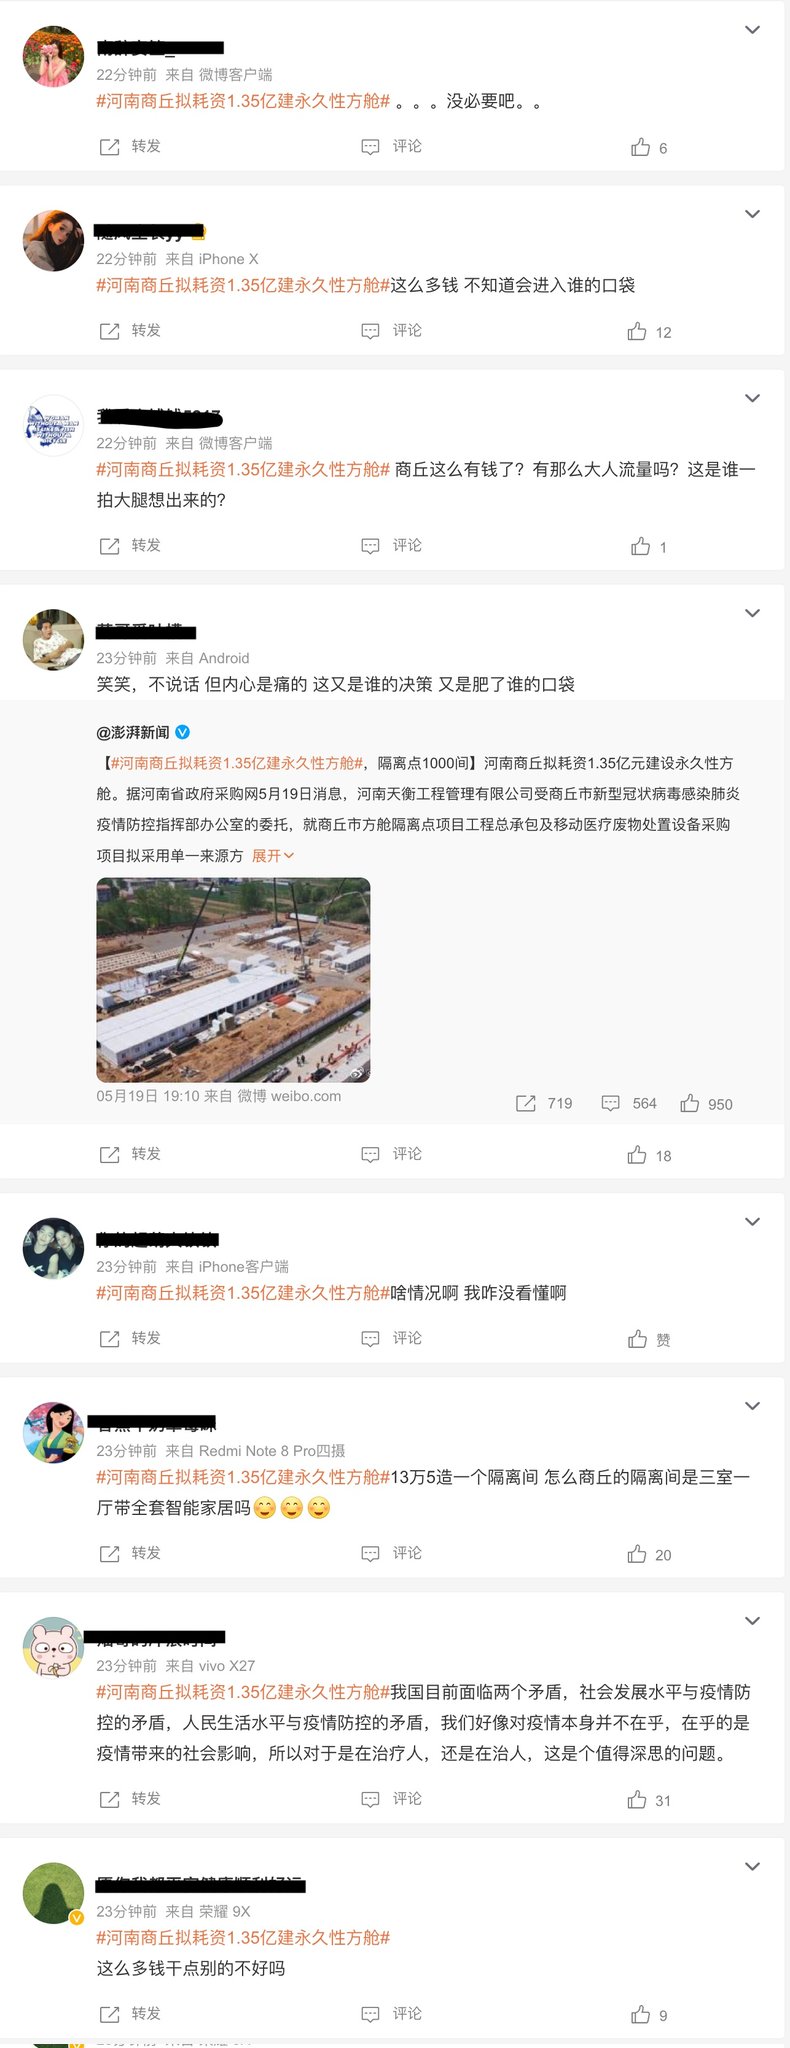 22分钟前 来自 微博客户端
#河南商丘拟耗资1.35亿建永久性方舱# 。。。没必要吧。。
转发 评论 6
22分钟前 来自 iPhone X
#河南商丘拟耗资1.35亿建永久性方舱#这么多钱 不知道会进入谁的口袋
转发 评论 12
WOMAN
WITHOUT A MAN
IS LIKE A FISH
WITHOUT A
BICYCLE
22分钟前 来自 微博客户端
#河南商丘拟耗资1.35亿建永久性方舱# 商丘这么有钱了？有那么大人流量吗？这是谁一
拍大腿想出来的？
转发 评论 1
23分钟前 来自 Android
笑笑，不说话 但内心是痛的 这又是谁的决策 又是肥了谁的口袋
@澎湃新闻
【#河南商丘拟耗资1.35亿建永久性方舱#，隔离点1000间】河南商丘拟耗资1.35亿元建设永久性方
舱。据河南省政府采购网5月19日消息，河南天衡工程管理有限公司受商丘市新型冠状病毒感染肺炎
疫情防控指挥部办公室的委托，就商丘市方舱隔离点项目工程总承包及移动医疗废物处置设备采购
项目拟采用单一来源方 展开
05月19日 19:10 来自 微博 weibo.com
719 564 950
转发 评论 18
23分钟前 来自 iPhone客户端
#河南商丘拟耗资1.35亿建永久性方舱#啥情况啊 我咋没看懂啊
转发 评论 赞
23分钟前 来自 Redmi Note 8 Pro四摄
#河南商丘拟耗资1.35亿建永久性方舱#13万5造一个隔离间 怎么商丘的隔离间是三室一
厅带全套智能家居吗😊😊😊
转发 评论 20
23分钟前 来自 vivo X27
#河南商丘拟耗资1.35亿建永久性方舱#我国目前面临两个矛盾，社会发展水平与疫情防
控的矛盾，人民生活水平与疫情防控的矛盾，我们好像对疫情本身并不在乎，在乎的是
疫情带来的社会影响，所以对于是在治疗人，还是在治人，这是个值得深思的问题。
转发 评论 31
23分钟前 来自 荣耀 9X
#河南商丘拟耗资1.35亿建永久性方舱#
这么多钱干点别的不好吗
转发 评论 9